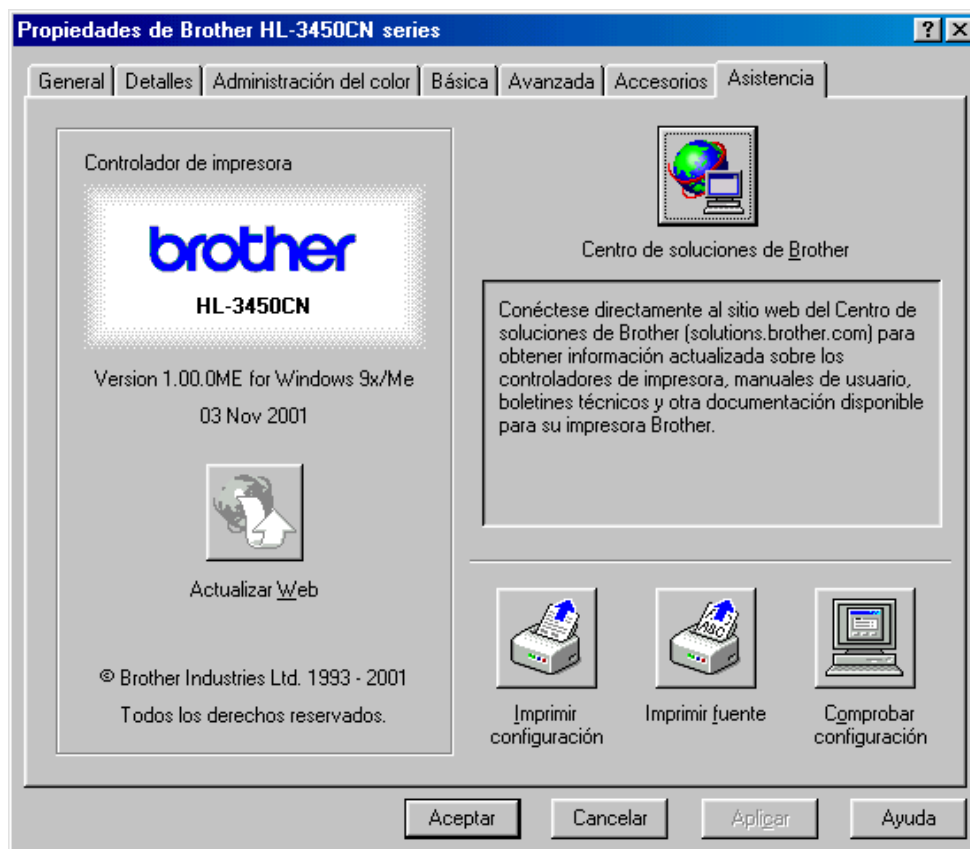 Propiedades de Brother HL-3450CN series
General
Detalles
Administración del color
Básica
Avanzada
Accesorios
Asistencia
Controlador de impresora
brother
HL-3450CN
Version 1.00.0ME for Windows 9x/Me
03 Nov 2001
Actualizar Web
© Brother Industries Ltd. 1993 - 2001
Todos los derechos reservados.
Centro de soluciones de Brother
Conéctese directamente al sitio web del Centro de
soluciones de Brother (solutions.brother.com) para
obtener información actualizada sobre los
controladores de impresora, manuales de usuario,
boletines técnicos y otra documentación disponible
para su impresora Brother.
ABC
Imprimir
configuración
Imprimir fuente
Comprobar
configuración
Aceptar
Cancelar
Aplicar
Ayuda